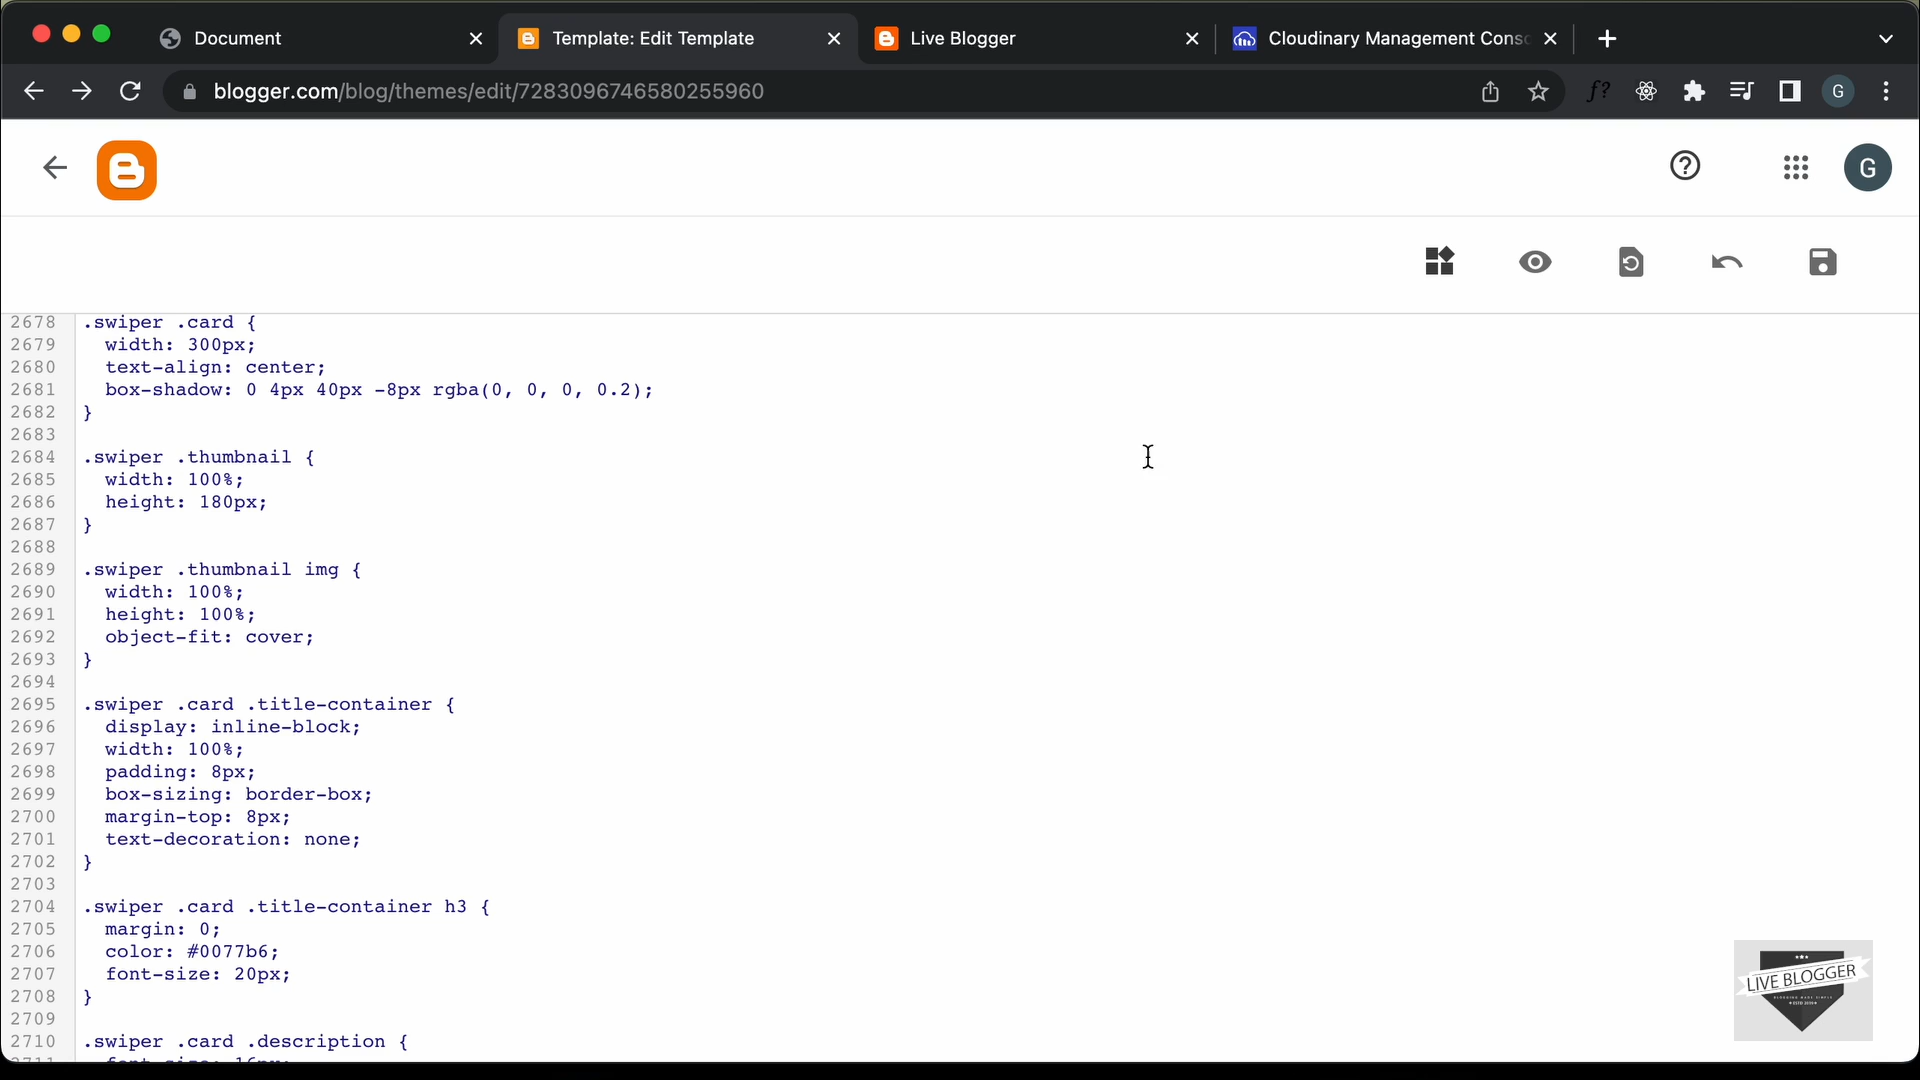 Document
Template: Edit Template
Live Blogger
Cloudinary Management Conso
blogger.com/blog/themes/edit/7283096746580255960
f?
G
G
2678 .swiper .card {
2679 width: 300px;
2680 text-align: center;
2681 box-shadow: 0 4px 40px -8px rgba(0, 0, 0, 0.2);
2682 }
2683
2684 .swiper .thumbnail {
2685 width: 100%;
2686 height: 180px;
2687 }
2688
2689 .swiper .thumbnail img {
2690 width: 100%;
2691 height: 100%;
2692 object-fit: cover;
2693 }
2694
2695 .swiper .card .title-container {
2696 display: inline-block;
2697 width: 100%;
2698 padding: 8px;
2699 box-sizing: border-box;
2700 margin-top: 8px;
2701 text-decoration: none;
2702 }
2703
2704 .swiper .card .title-container h3 {
2705 margin: 0;
2706 color: #0077b6;
2707 font-size: 20px;
2708 }
2709
2710 .swiper .card .description {
2711 font-size: 16px;
LIVE BLOGGER